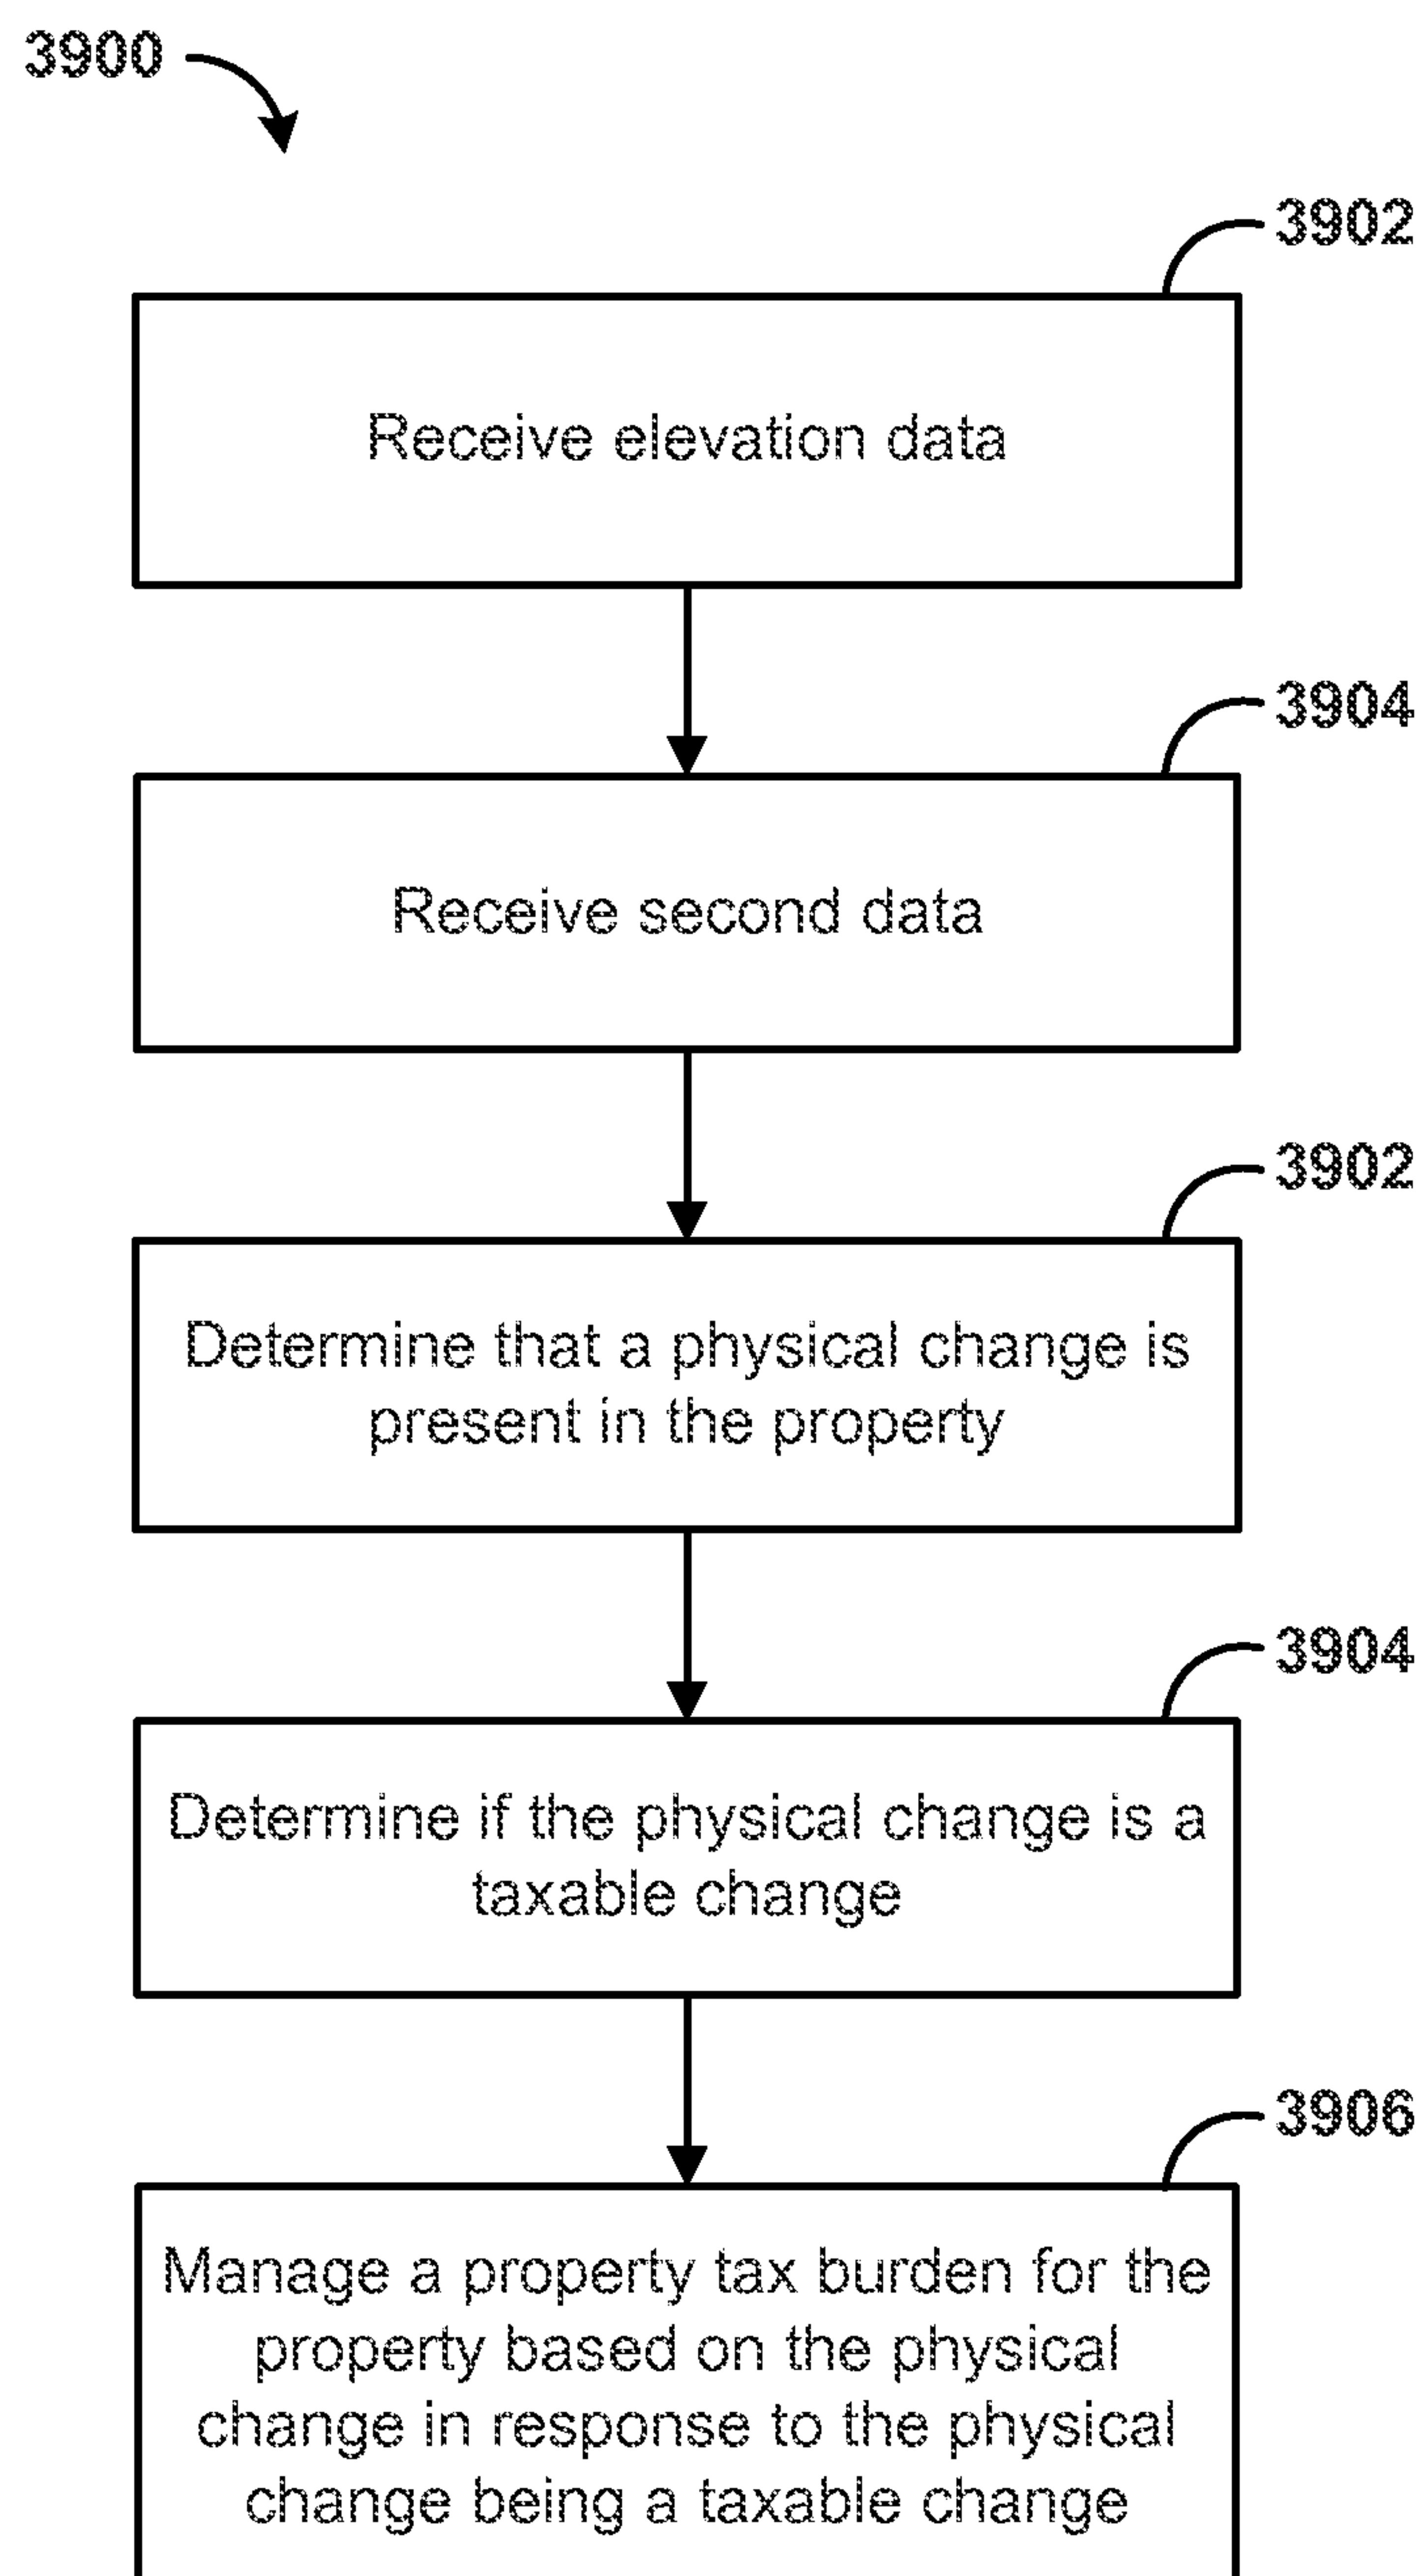 3900
3902
Receive elevation data
3904
Receive second data
3902
Determine that a physical change is
present in the property
3904
Determine if the physical change is a
taxable change
3906
Manage a property tax burden for the
property based on the physical
change in response to the physical
change being a taxable change